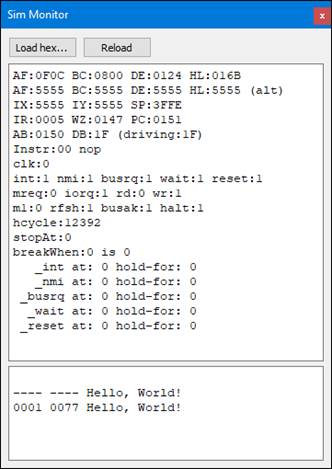 Sim Monitor
Load hex... Reload
AF:0F0C BC:0800 DE:0124 HL:016B
AF:5555 BC:5555 DE:5555 HL:5555 (alt)
IX:5555 IY:5555 SP:3FFE
IR:0005 WZ:0147 PC:0151
AB:0150 DB:1F (driving:1F)
Instr:00 nop
clk:0
int:1 nmi:1 busrq:1 wait:1 reset:1
mreq:0 iorq:1 rd:0 wr:1
m1:0 rfsh:1 busak:1 halt:1
hcycle:12392
stopAt:0
breakWhen:0 is 0
_int at: 0 hold-for: 0
_nmi at: 0 hold-for: 0
_busrq at: 0 hold-for: 0
_wait at: 0 hold-for: 0
_reset at: 0 hold-for: 0
---- ---- Hello, World!
0001 0077 Hello, World!